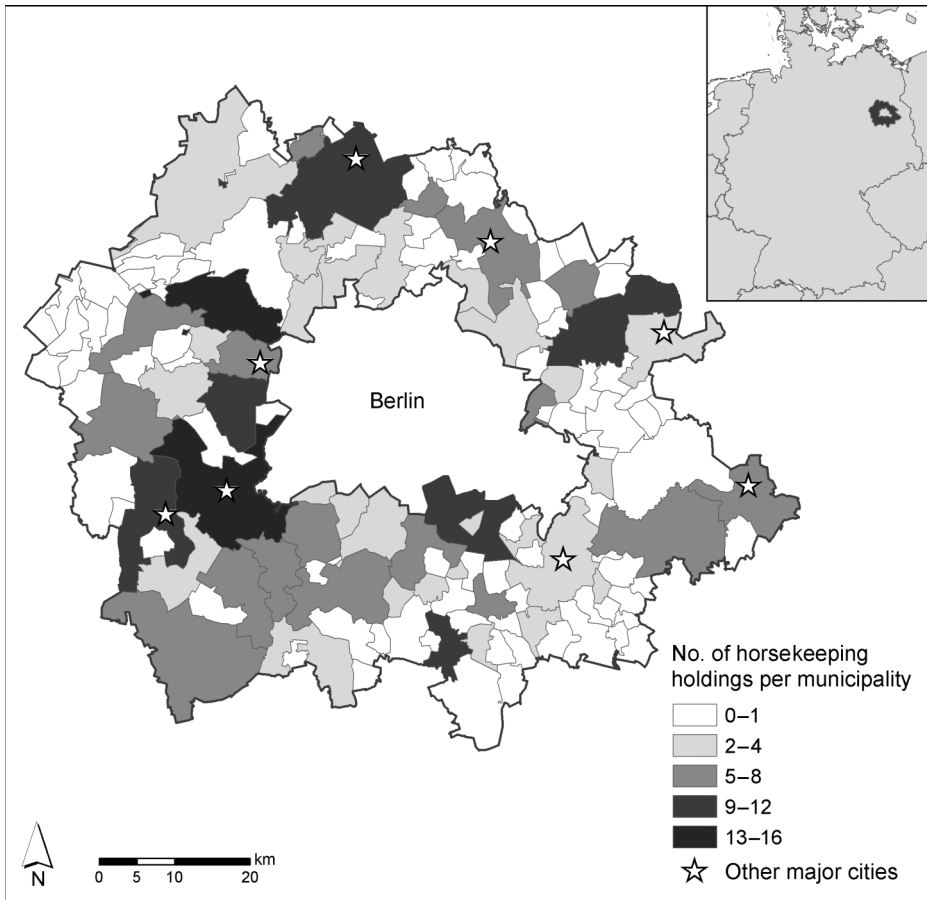 Berlin
No. of horsekeeping
holdings per municipality
0–1
2–4
5–8
9–12
13–16
Other major cities
N
km
0 5 10 20